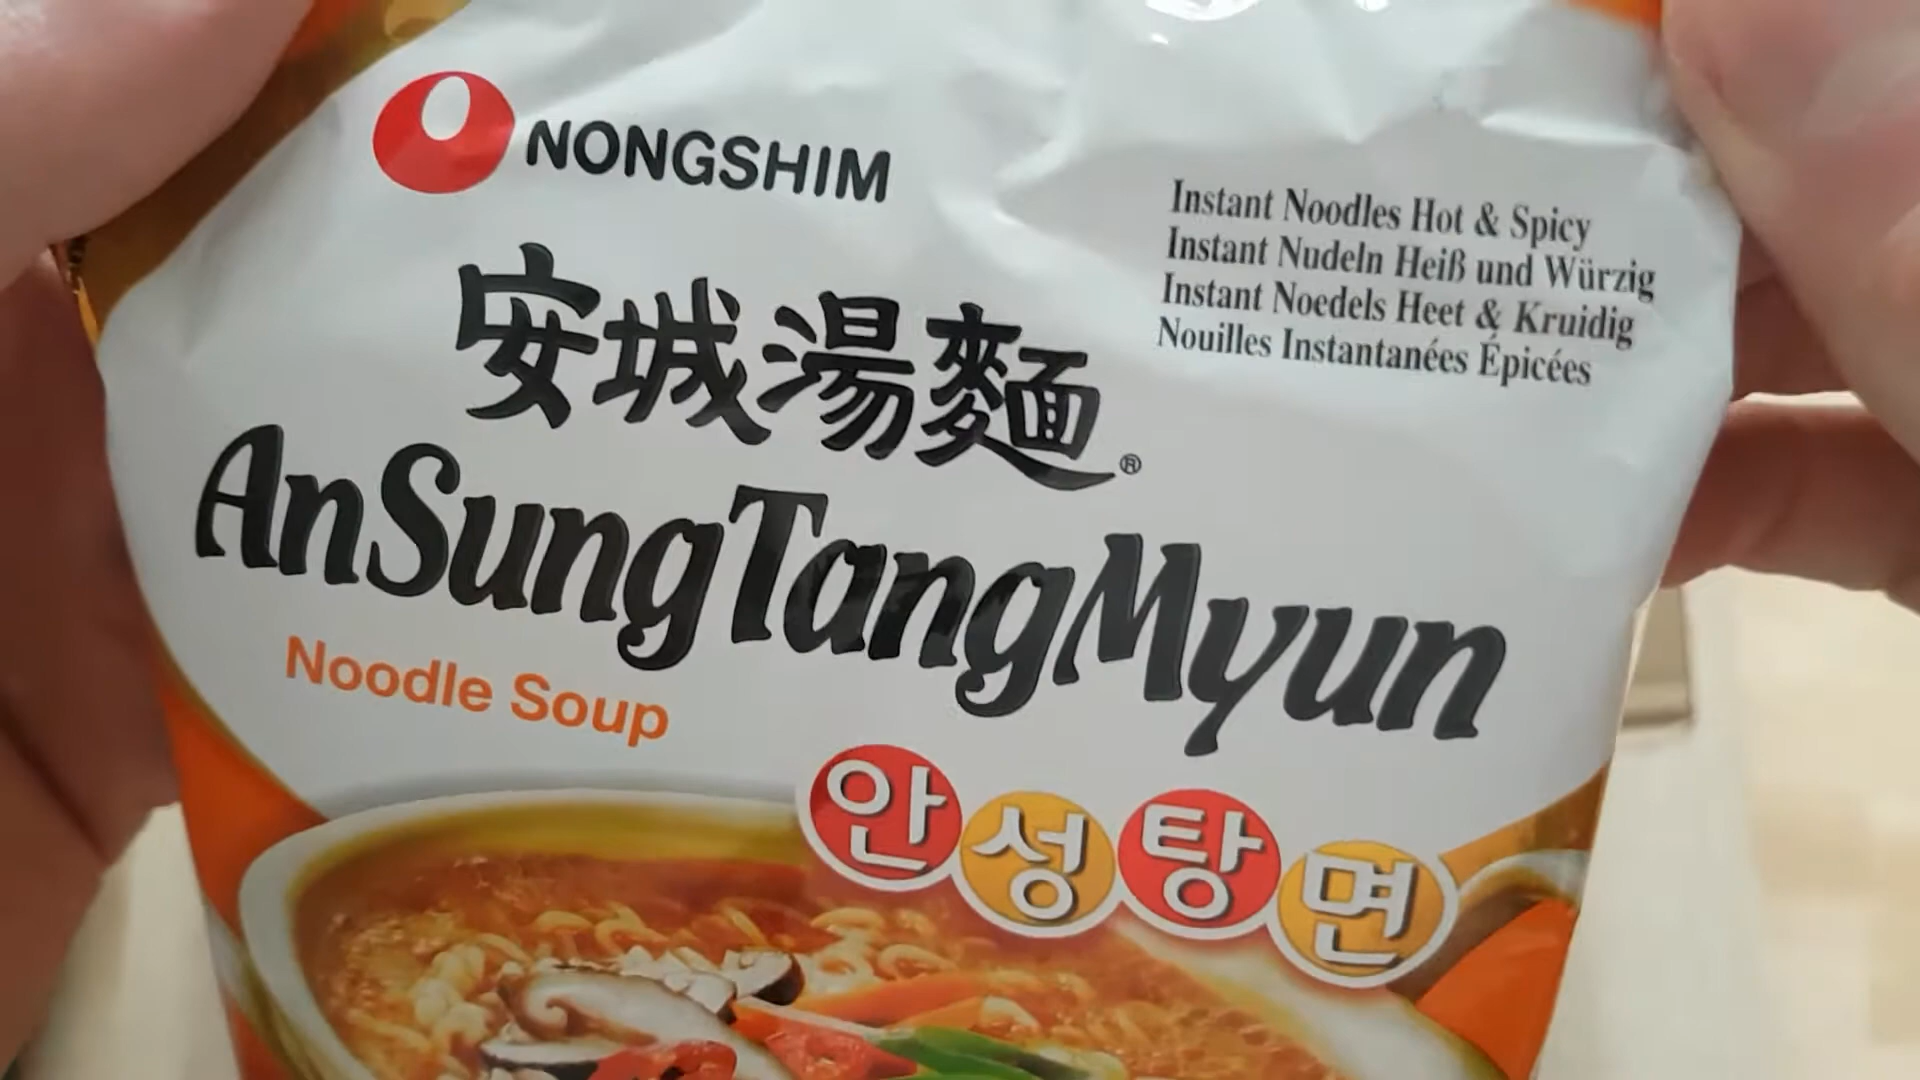 NONGSHIM
Instant Noodles Hot & Spicy
Instant Nudeln Heiß und Würzig
Instant Noedels Heet & Kruidig
Nouilles Instantanées Épicées
安城湯麵®
AnSungTangMyun
Noodle Soup
안성탕면